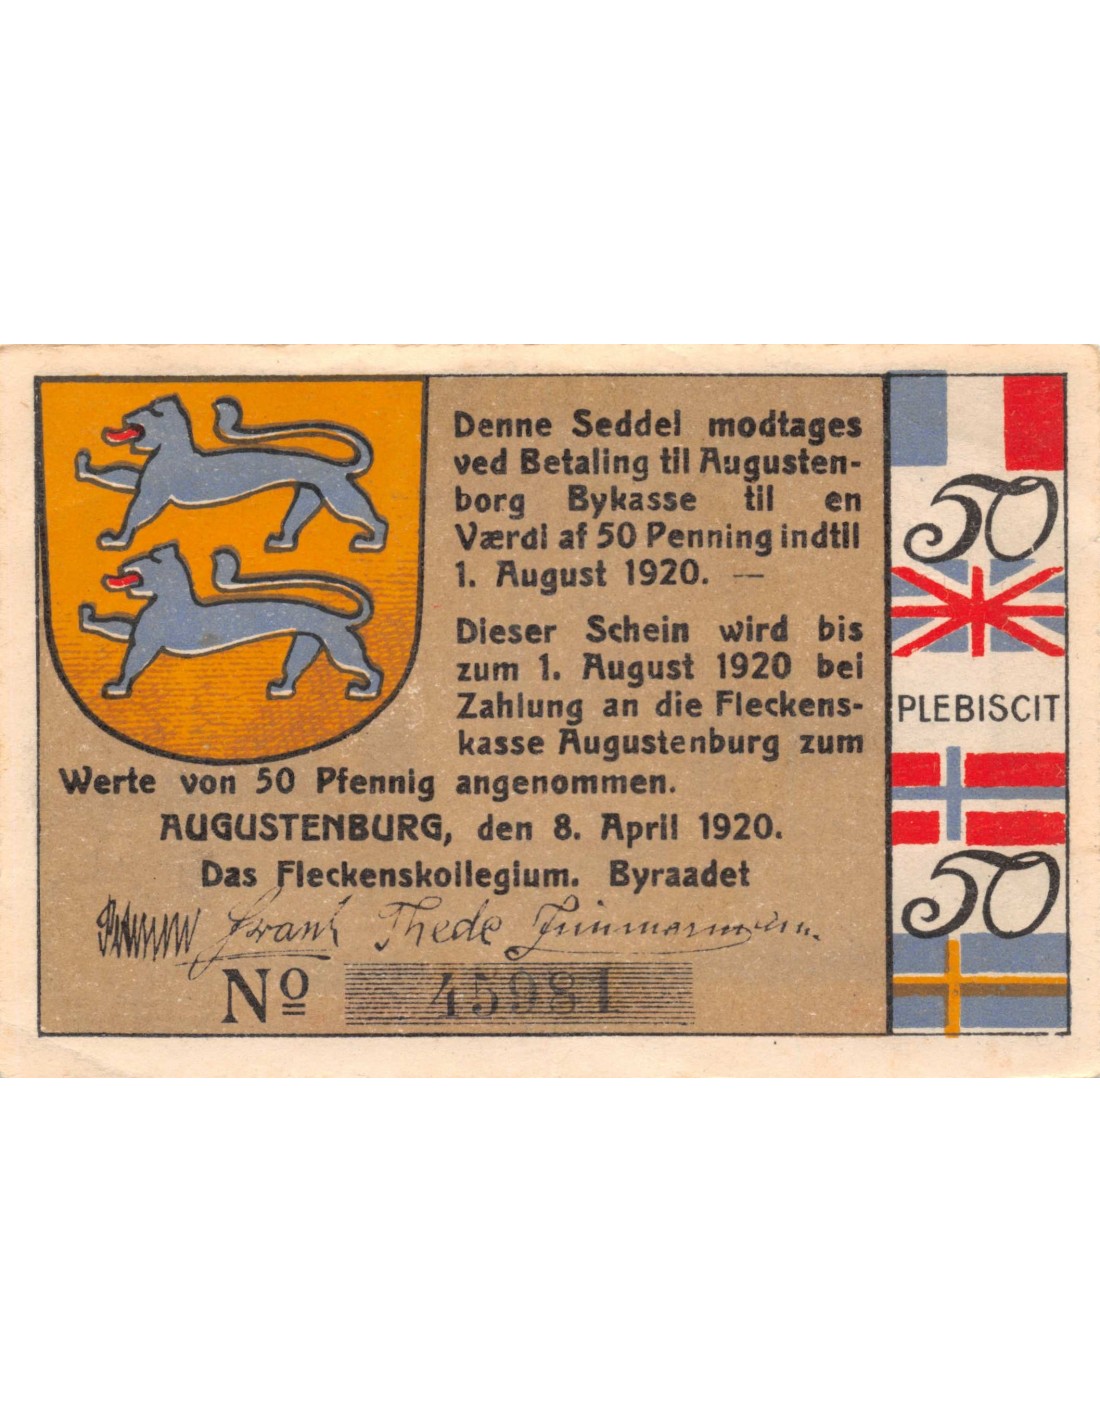 Denne Seddel modtages
ved Betaling til Augusten-
borg Bykasse til en
Værdi af 50 Penning indtil
1. August 1920. —
Dieser Schein wird bis
zum 1. August 1920 bei
Zahlung an die Fleckens-
kasse Augustenburg zum
Werte von 50 Pfennig angenommen.
AUGUSTENBURG, den 8. April 1920.
Das Fleckenskollegium. Byraadet
Thede Zimmermann.
No 45981
50
PLEBISCIT
50